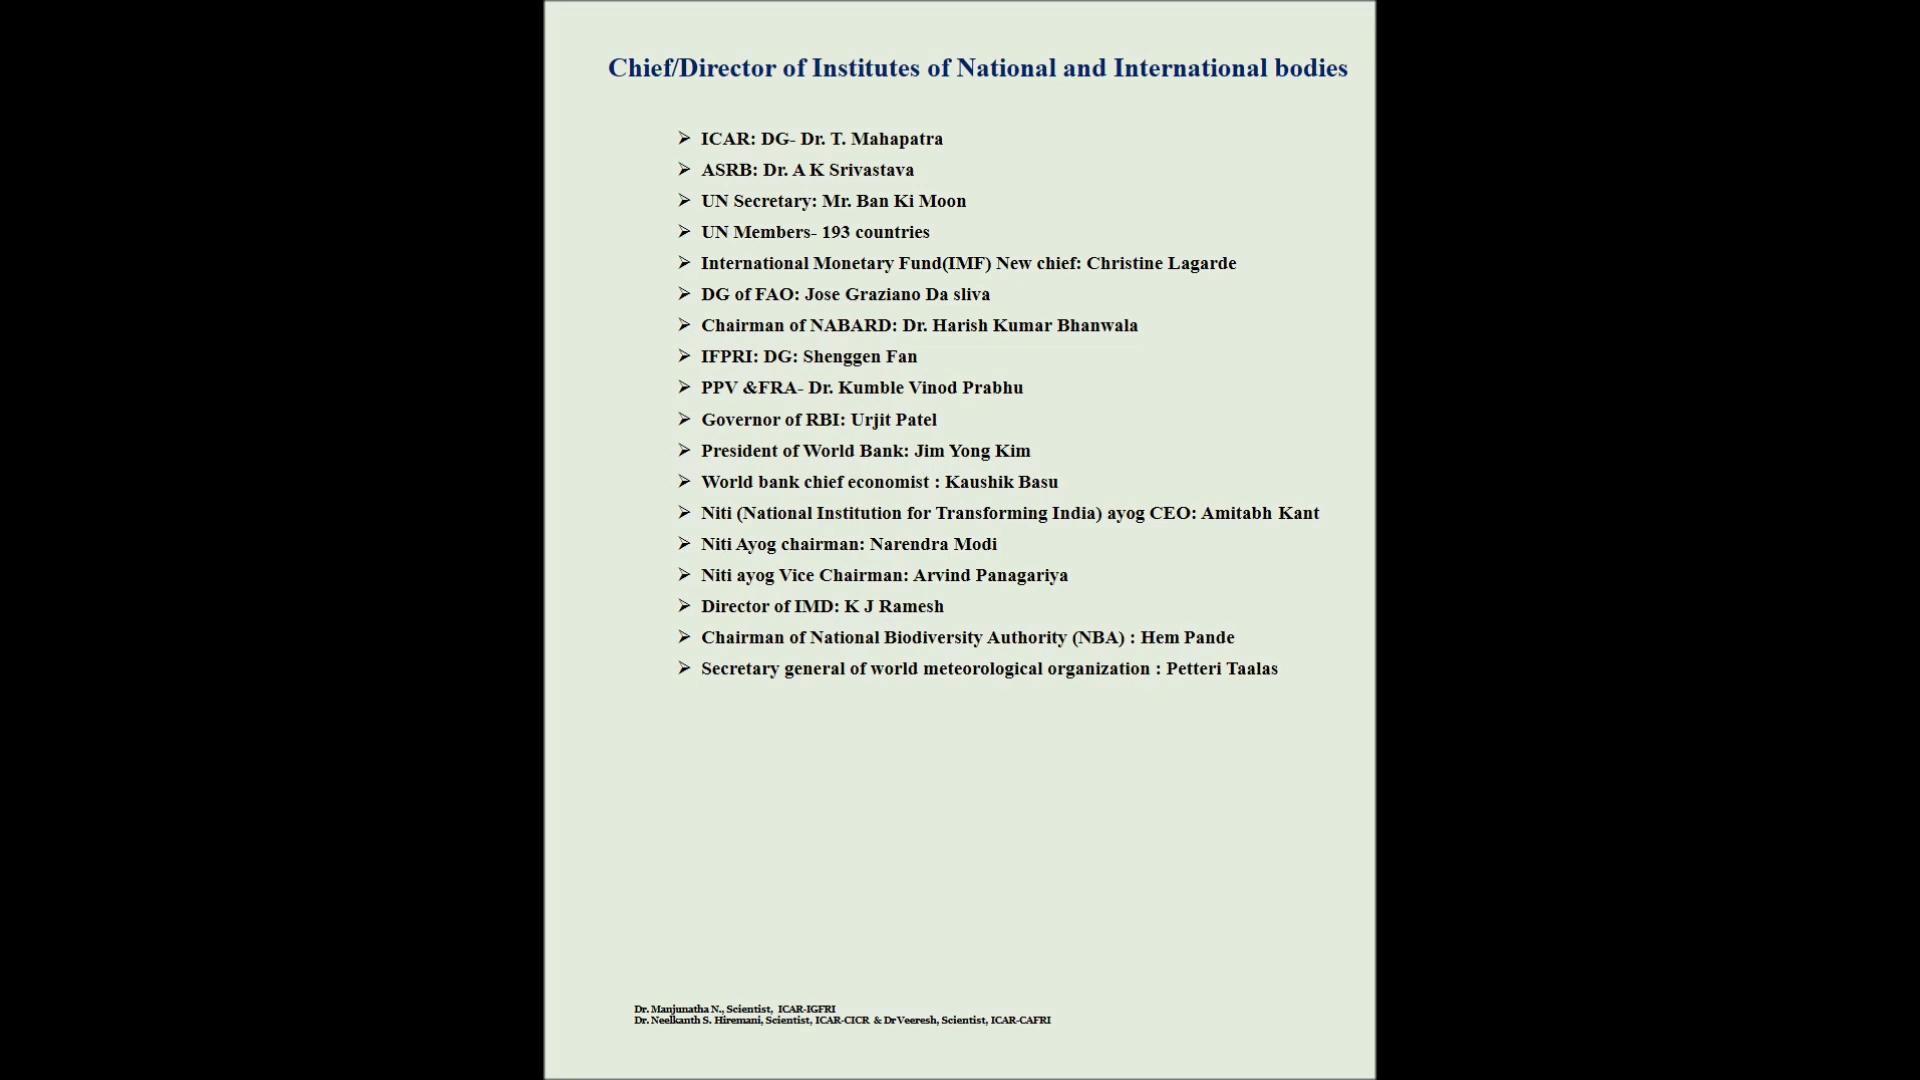 Chief/Director of Institutes of National and International bodies
➢ ICAR: DG- Dr. T. Mahapatra
➢ ASRB: Dr. A K Srivastava
➢ UN Secretary: Mr. Ban Ki Moon
➢ UN Members- 193 countries
➢ International Monetary Fund(IMF) New chief: Christine Lagarde
➢ DG of FAO: Jose Graziano Da sliva
➢ Chairman of NABARD: Dr. Harish Kumar Bhanwala
➢ IFPRI: DG: Shenggen Fan
➢ PPV &FRA- Dr. Kumble Vinod Prabhu
➢ Governor of RBI: Urjit Patel
➢ President of World Bank: Jim Yong Kim
➢ World bank chief economist : Kaushik Basu
➢ Niti (National Institution for Transforming India) ayog CEO: Amitabh Kant
➢ Niti Ayog chairman: Narendra Modi
➢ Niti ayog Vice Chairman: Arvind Panagariya
➢ Director of IMD: K J Ramesh
➢ Chairman of National Biodiversity Authority (NBA) : Hem Pande
➢ Secretary general of world meteorological organization : Petteri Taalas
Dr. Manjunatha N., Scientist, ICAR-IGFRI
Dr. Neelkanth S. Hiremani, Scientist, ICAR-CICR & Dr Veeresh, Scientist, ICAR-CAFRI